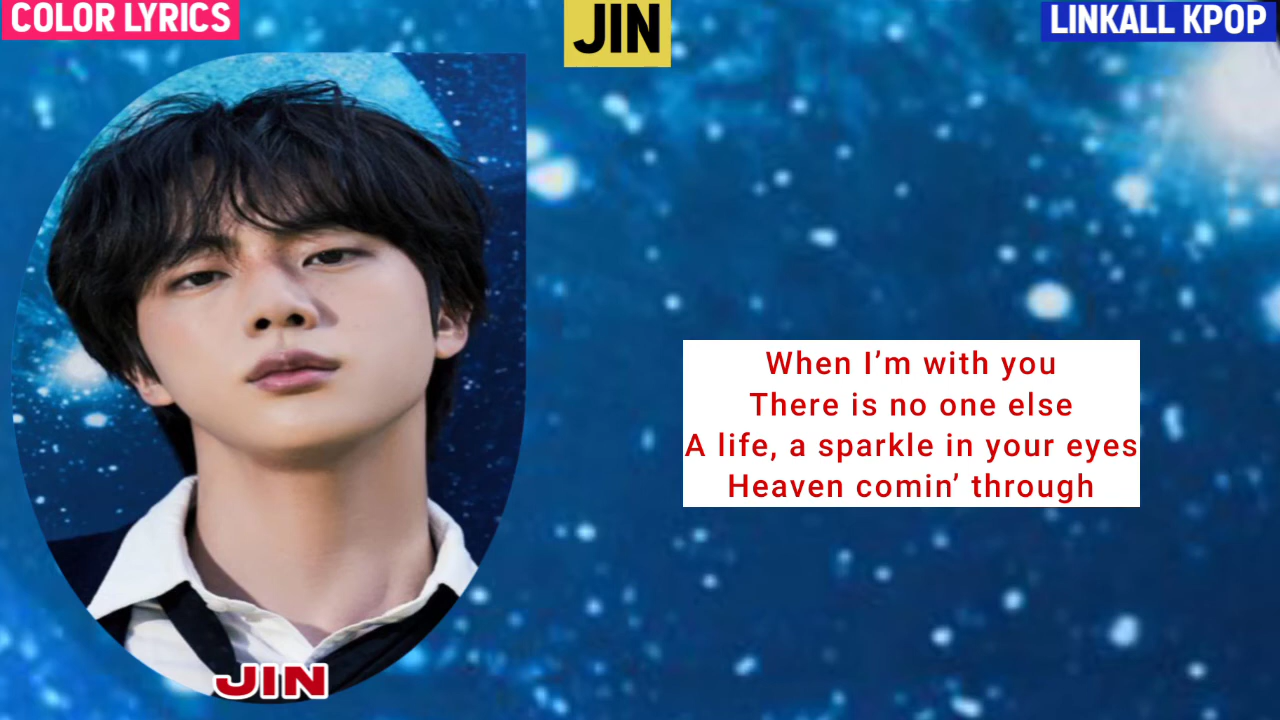 COLOR LYRICS
JIN
LINKALL KPOP
When I’m with you
There is no one else
A life, a sparkle in your eyes
Heaven comin’ through
JIN